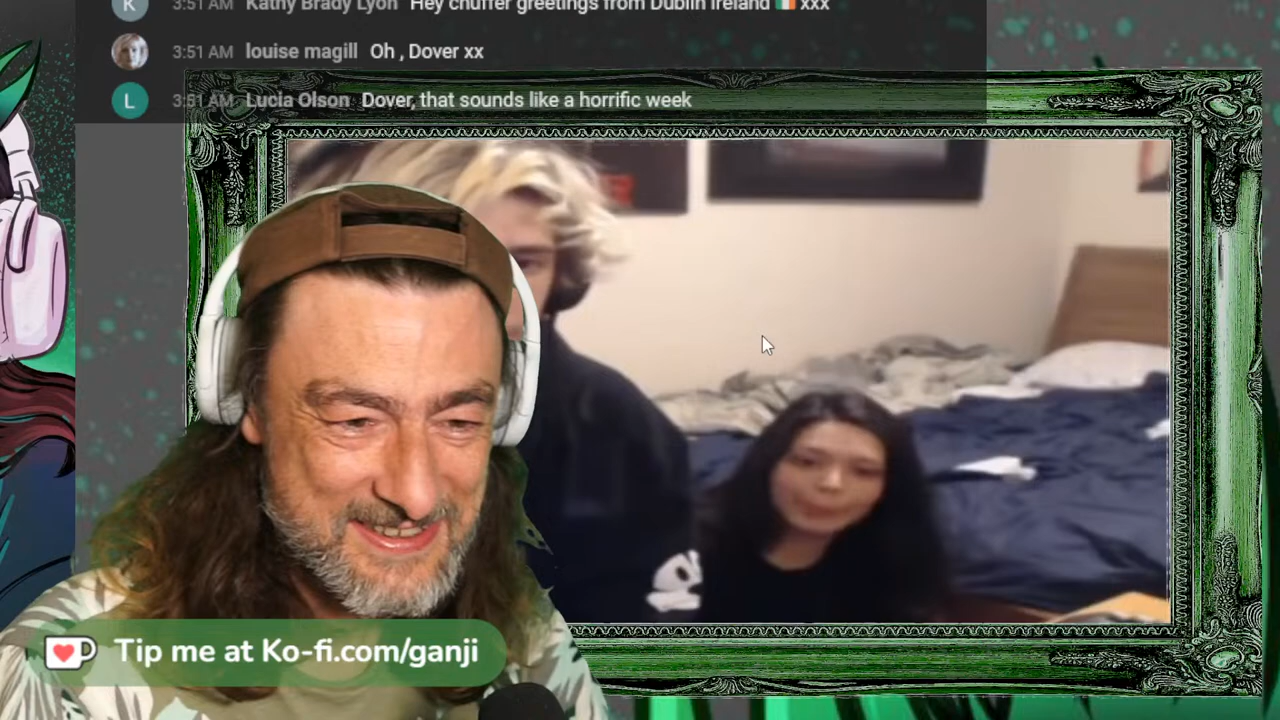 K 3:51 AM Kathy Brady Lyon Hey chuffer greetings from Dublin Ireland 🇮🇪 xxx
3:51 AM louise magill Oh , Dover xx
L 3:51 AM Lucia Olson Dover, that sounds like a horrific week
Tip me at Ko-fi.com/ganji